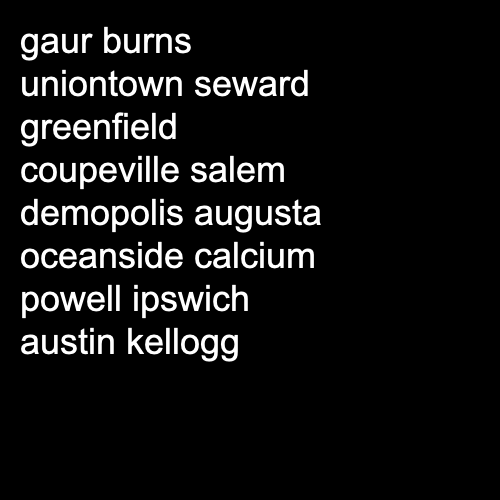 gaur burns
uniontown seward
greenfield
coupeville salem
demopolis augusta
oceanside calcium
powell ipswich
austin kellogg